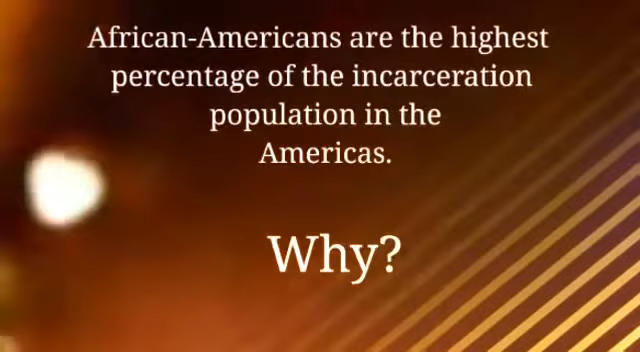 African-Americans are the highest
percentage of the incarceration
population in the
Americas.
Why?